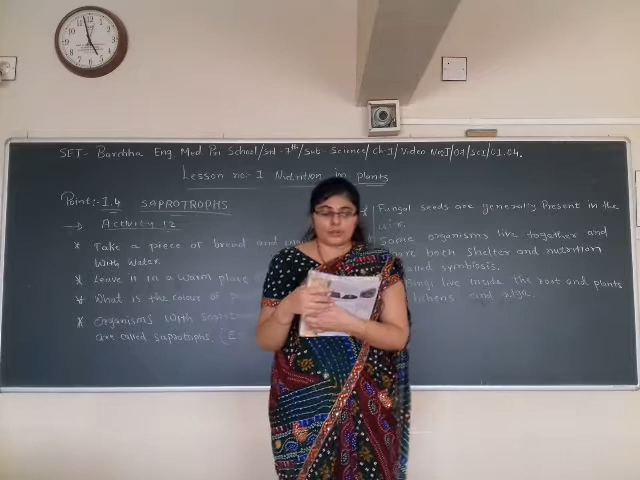 SET- Barchha Eng. Med. Pri School/Std-7th/Sub-Science/Ch-1/Video No:1/07/SCI/01.04.
Lesson no:-1 Nutrition in plants
Point:-1.4 SAPROTROPHS
→ Activity 1.2
* Take a piece of bread and
with water.
* Leave it in a warm place
* What is the colour of
* Organisms with
are called saprotrophs. (E
Fungal seeds are generally present in the
air.
Some organisms live together and
both shelter and nutrition
called symbiosis.
live inside the root and plants
lichens and alga.